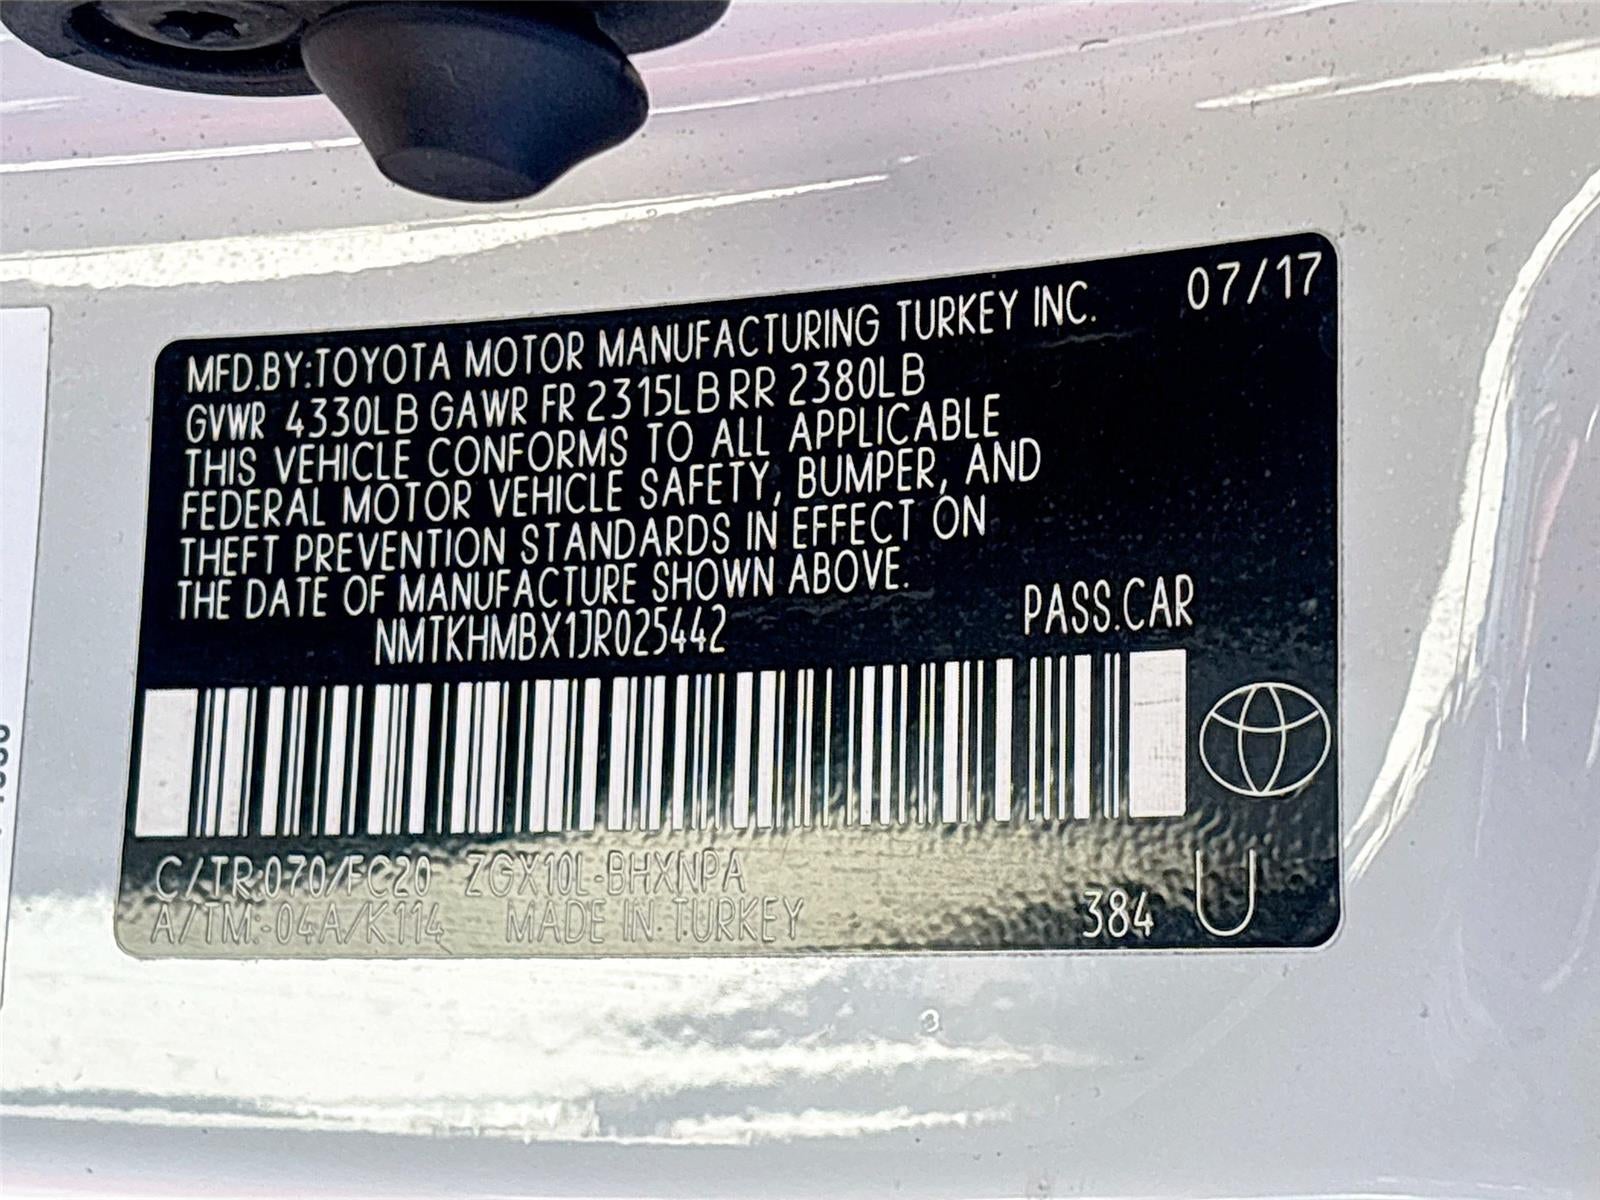 07/17
MFD.BY:TOYOTA MOTOR MANUFACTURING TURKEY INC.
GVWR 4330LB GAWR FR 2315LB RR 2380LB
THIS VEHICLE CONFORMS TO ALL APPLICABLE
FEDERAL MOTOR VEHICLE SAFETY, BUMPER, AND
THEFT PREVENTION STANDARDS IN EFFECT ON
THE DATE OF MANUFACTURE SHOWN ABOVE.
NMTKHMBX1JR025442 PASS.CAR
C/TR:070/FC20 ZGX10L-BHXNPA
A/TM:-04A/K114 MADE IN TURKEY 384 U